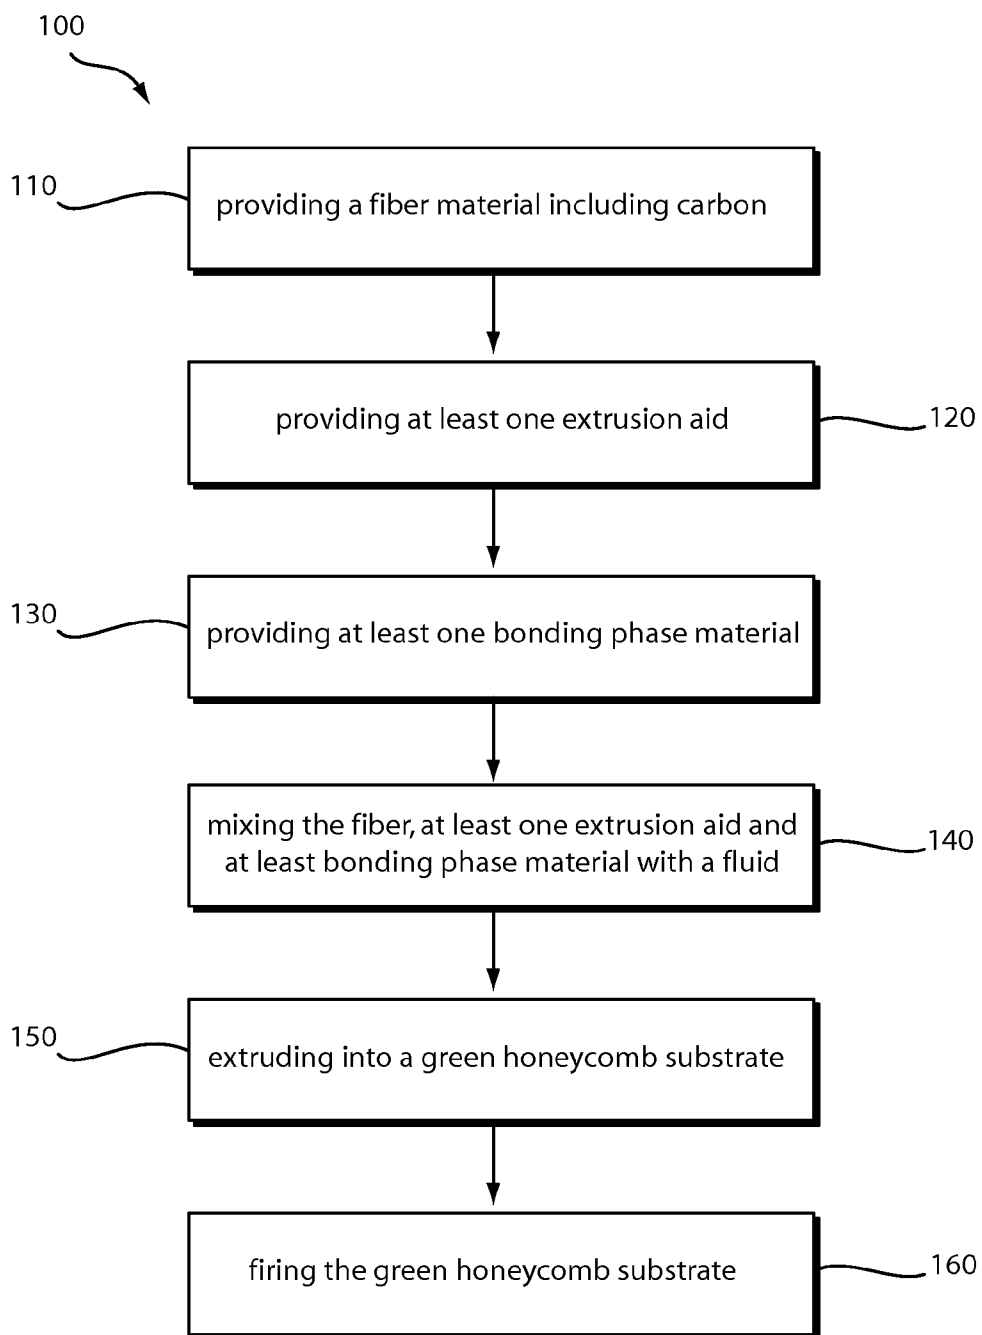 100
110
providing a fiber material including carbon
providing at least one extrusion aid
120
130
providing at least one bonding phase material
mixing the fiber, at least one extrusion aid and
at least bonding phase material with a fluid
140
150
extruding into a green honeycomb substrate
firing the green honeycomb substrate
160